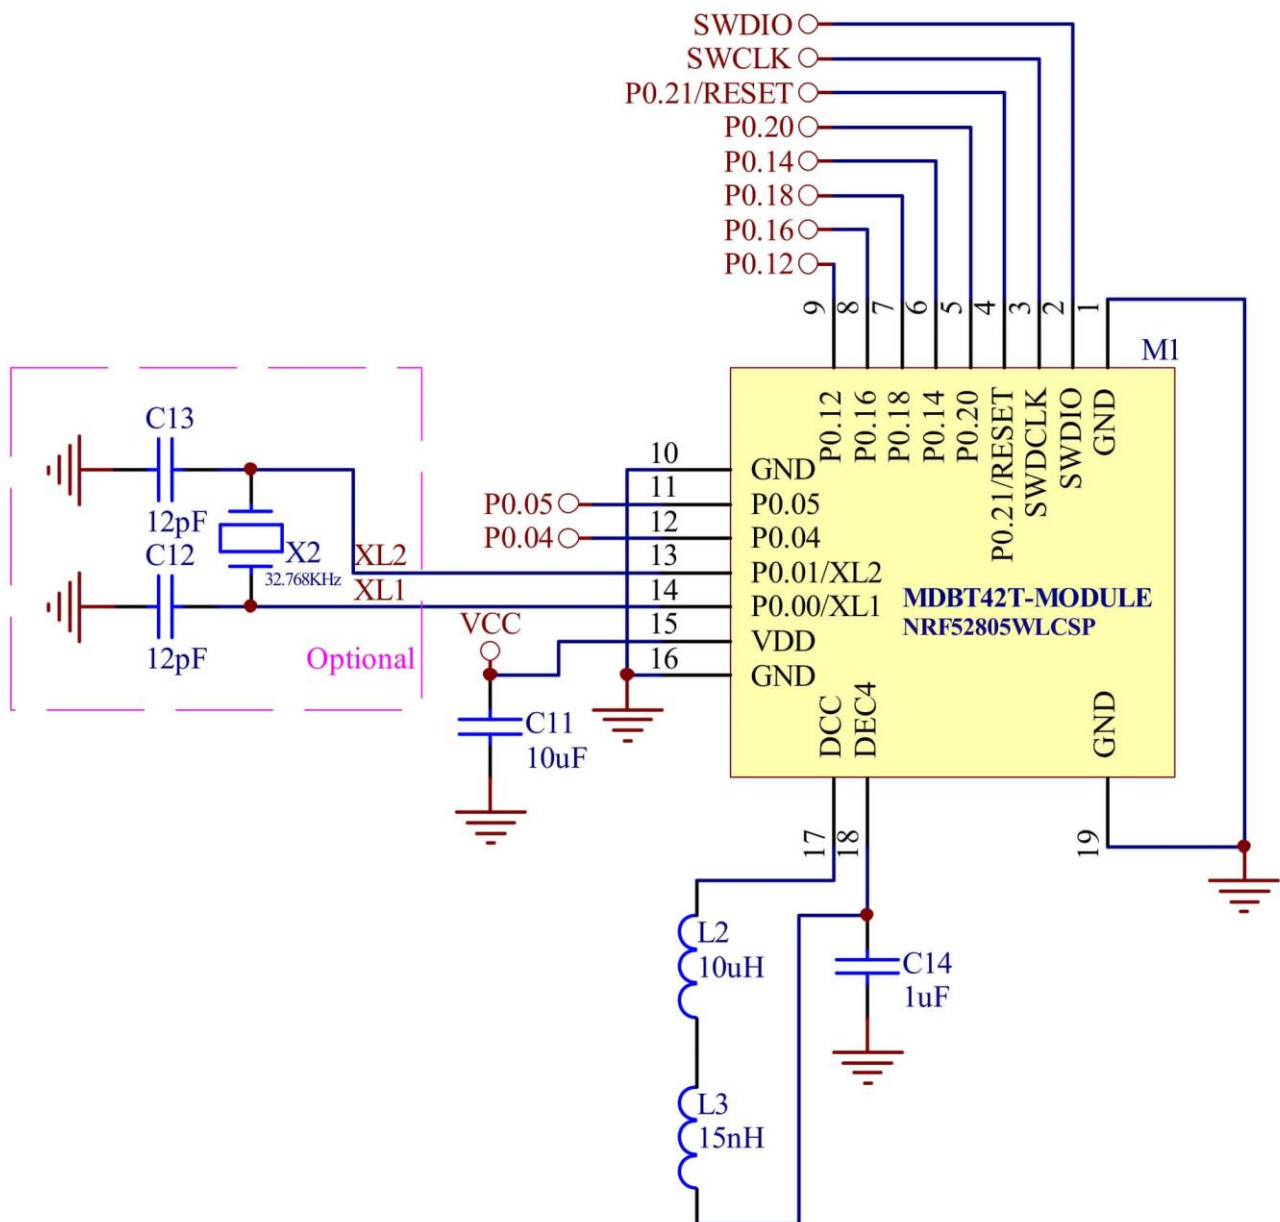 SWDIO
SWCLK
P0.21/RESET
P0.20
P0.14
P0.18
P0.16
P0.12
9
8
7
6
5
4
3
2
1
M1
P0.12
P0.16
P0.18
P0.14
P0.20
P0.21/RESET
SWDCLK
SWDIO
GND
C13
12pF
C12
12pF
X2
32.768KHz
XL2
XL1
Optional
10
GND
P0.05
11
P0.05
P0.04
12
P0.04
13
P0.01/XL2
14
P0.00/XL1
15
VDD
16
GND
MDBT42T-MODULE
NRF52805WLCSP
VCC
C11
10uF
DCC
DEC4
GND
17
18
19
L2
10uH
C14
1uF
L3
15nH